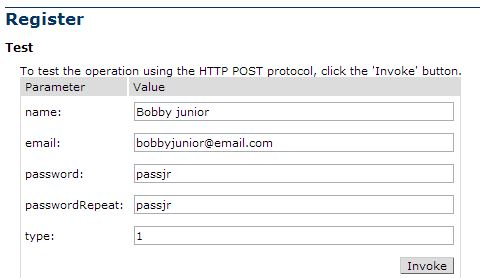 Register
Test
To test the operation using the HTTP POST protocol, click the 'Invoke' button.
Parameter Value
name: Bobby junior
email: bobbyjunior@email.com
password: passjr
passwordRepeat: passjr
type: 1
Invoke